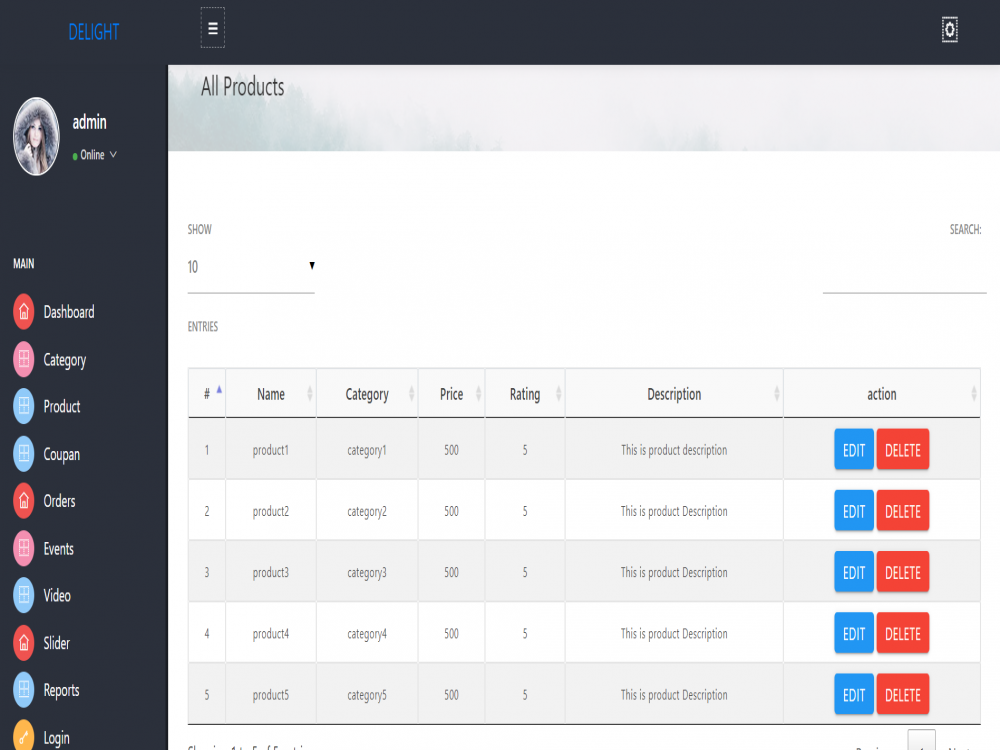 DELIGHT
All Products
admin
Online
MAIN
Dashboard
Category
Product
Coupan
Orders
Events
Video
Slider
Reports
Login
SHOW
10
ENTRIES
SEARCH:
# Name Category Price Rating Description action
1 product1 category1 500 5 This is product description EDIT DELETE
2 product2 category2 500 5 This is product Description EDIT DELETE
3 product3 category3 500 5 This is product Description EDIT DELETE
4 product4 category4 500 5 This is product Description EDIT DELETE
5 product5 category5 500 5 This is product Description EDIT DELETE